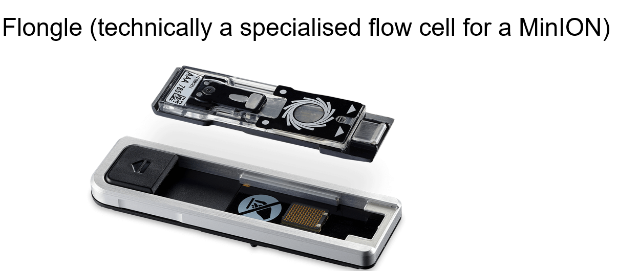 Flongle (technically a specialised flow cell for a MinION)